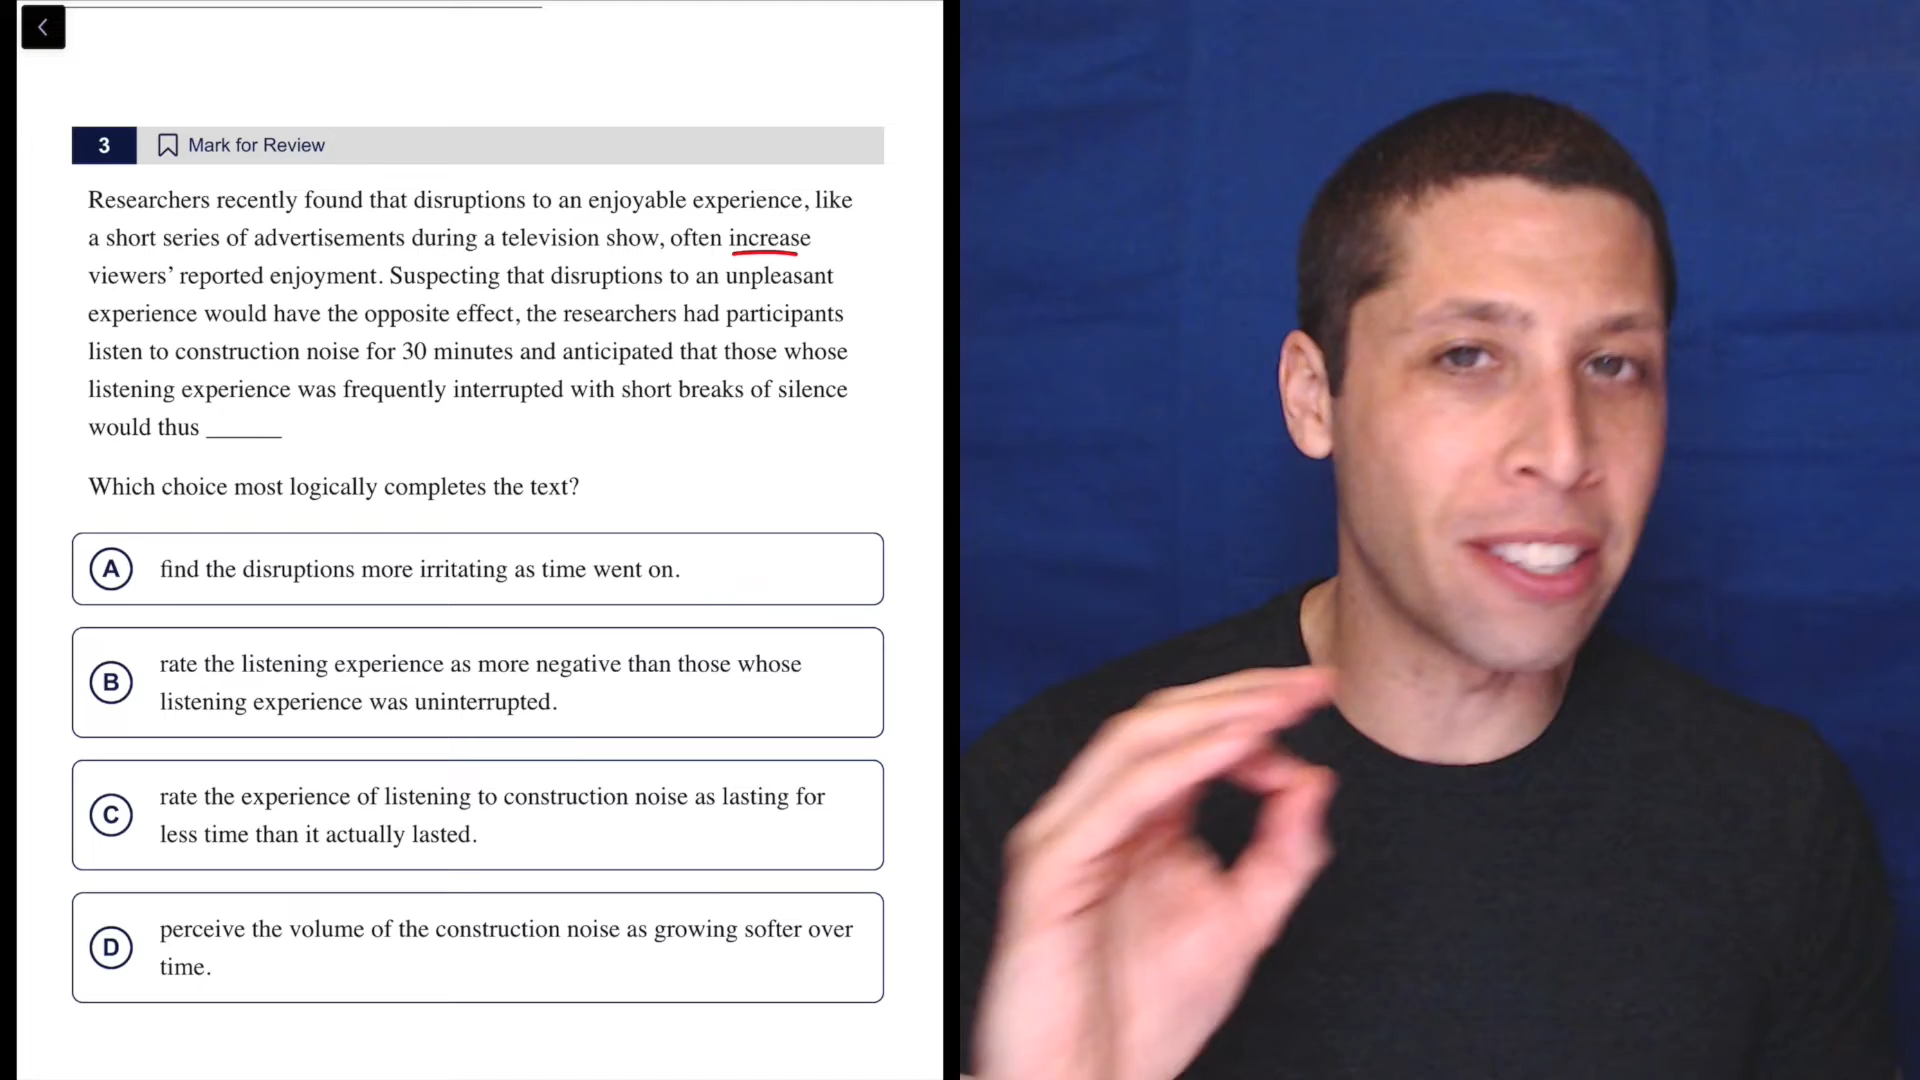 3
Mark for Review
Researchers recently found that disruptions to an enjoyable experience, like
a short series of advertisements during a television show, often increase
viewers’ reported enjoyment. Suspecting that disruptions to an unpleasant
experience would have the opposite effect, the researchers had participants
listen to construction noise for 30 minutes and anticipated that those whose
listening experience was frequently interrupted with short breaks of silence
would thus ______
Which choice most logically completes the text?
A find the disruptions more irritating as time went on.
B rate the listening experience as more negative than those whose
listening experience was uninterrupted.
C rate the experience of listening to construction noise as lasting for
less time than it actually lasted.
D perceive the volume of the construction noise as growing softer over
time.